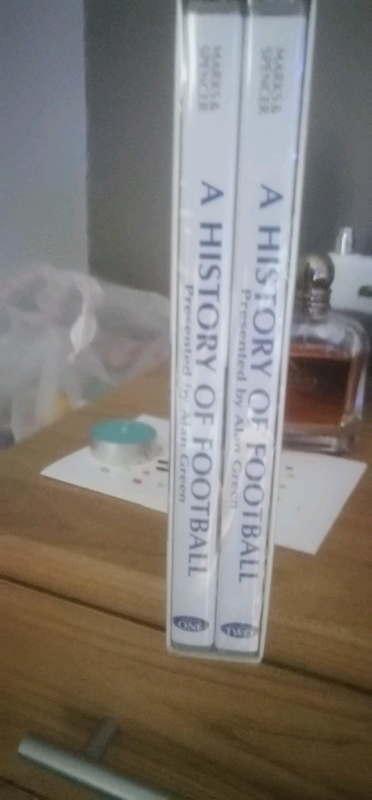 MARKS &
SPENCER
A HISTORY OF FOOTBALL
Presented by Alan Green
ONE
MARKS &
SPENCER
A HISTORY OF FOOTBALL
Presented by Alan Green
TWO